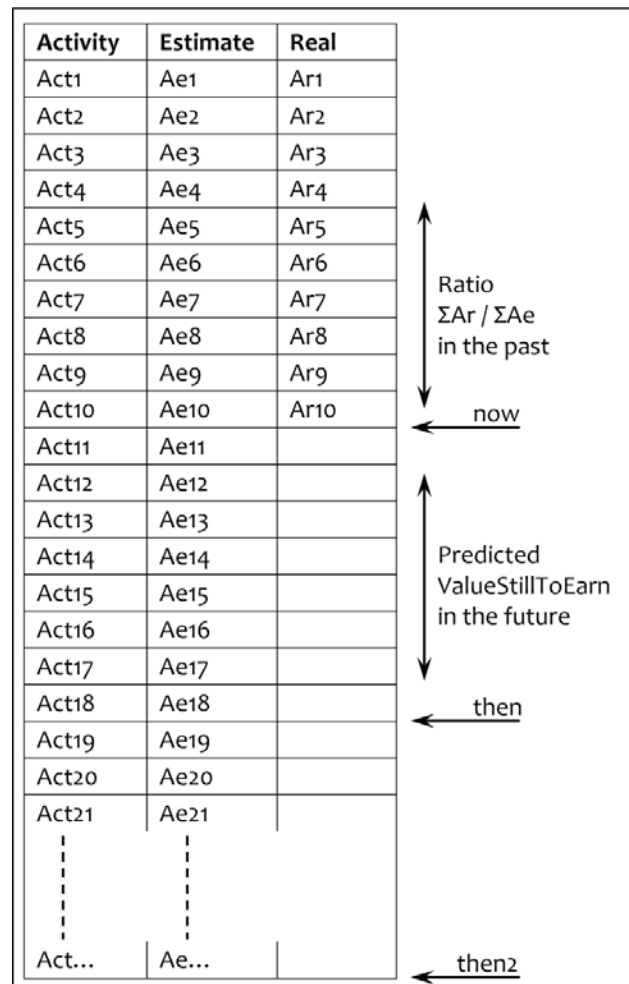 Activity Estimate Real
Act1 Ae1 Ar1
Act2 Ae2 Ar2
Act3 Ae3 Ar3
Act4 Ae4 Ar4
Act5 Ae5 Ar5
Act6 Ae6 Ar6
Act7 Ae7 Ar7
Act8 Ae8 Ar8
Act9 Ae9 Ar9
Act10 Ae10 Ar10
Act11 Ae11
Act12 Ae12
Act13 Ae13
Act14 Ae14
Act15 Ae15
Act16 Ae16
Act17 Ae17
Act18 Ae18
Act19 Ae19
Act20 Ae20
Act21 Ae21
Act... Ae...
Ratio
ΣAr / ΣAe
in the past
now
Predicted
ValueStillToEarn
in the future
then
then2